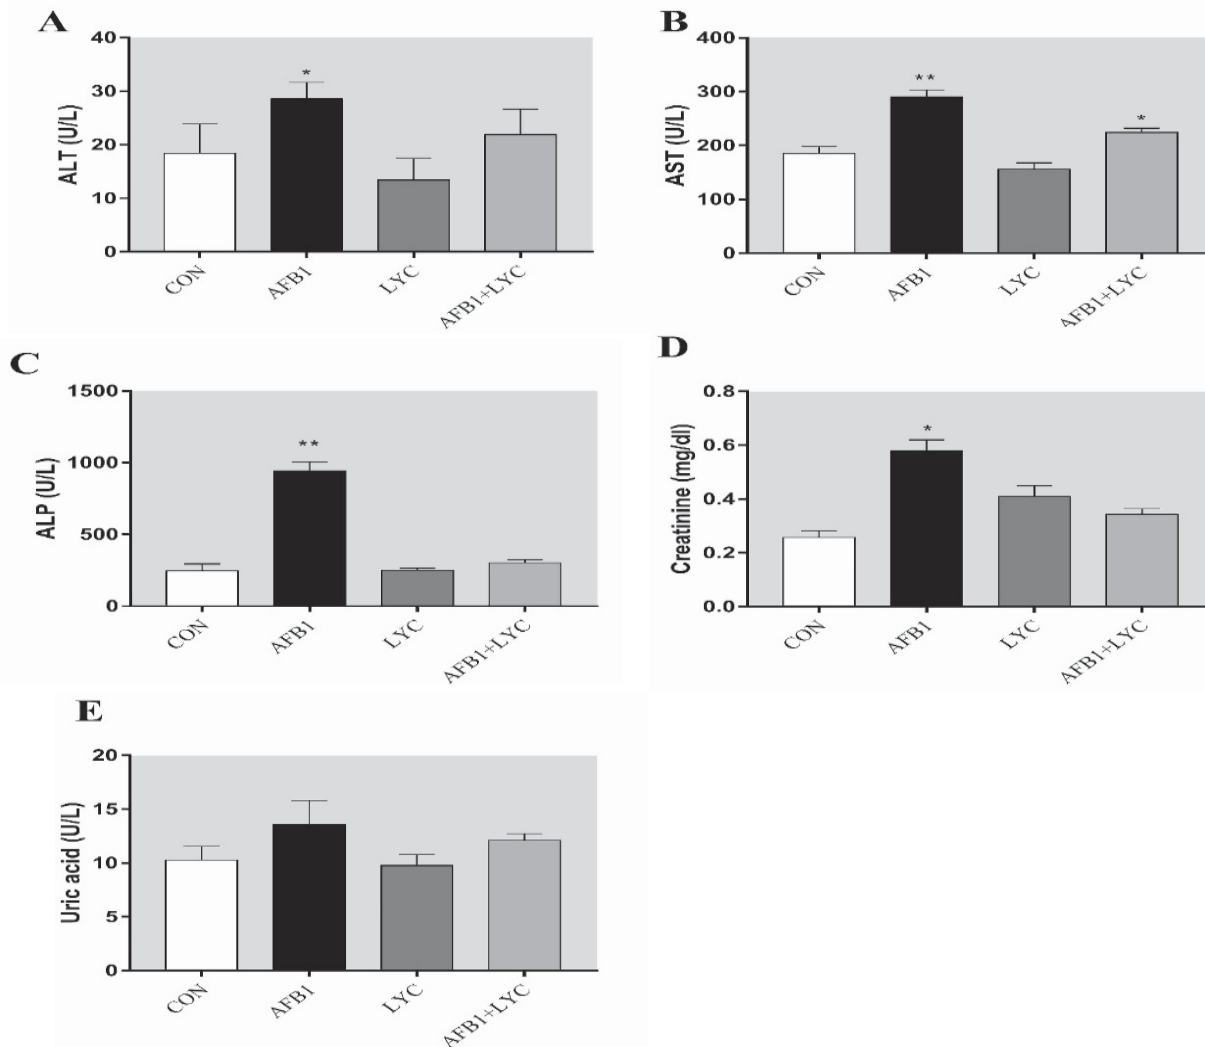 A
ALT (U/L)
40
30
20
10
0
*
CON
AFB1
LYC
AFB1+LYC
B
AST (U/L)
400
300
200
100
0
**
*
CON
AFB1
LYC
AFB1+LYC
C
ALP (U/L)
1500
1000
500
0
**
CON
AFB1
LYC
AFB1+LYC
D
Creatinine (mg/dl)
0.8
0.6
0.4
0.2
0.0
*
CON
AFB1
LYC
AFB1+LYC
E
Uric acid (U/L)
20
15
10
5
0
CON
AFB1
LYC
AFB1+LYC